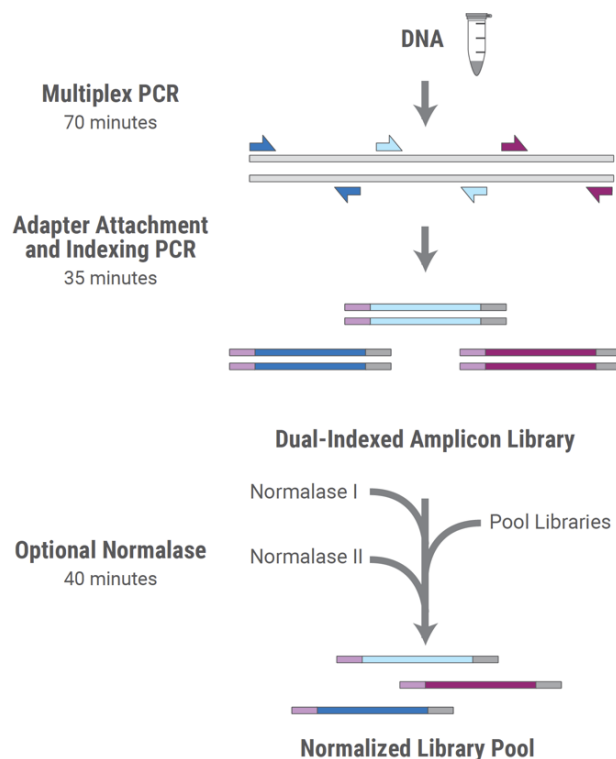 DNA
Multiplex PCR
70 minutes
Adapter Attachment
and Indexing PCR
35 minutes
Dual-Indexed Amplicon Library
Normalase I
Pool Libraries
Optional Normalase
Normalase II
40 minutes
Normalized Library Pool